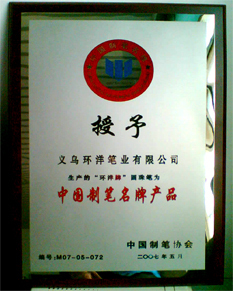 授予
义乌环洋笔业有限公司
生产的“环洋牌”圆珠笔为
中国制笔名牌产品
中国制笔协会
编号:M07-05-072
二〇〇七年五月